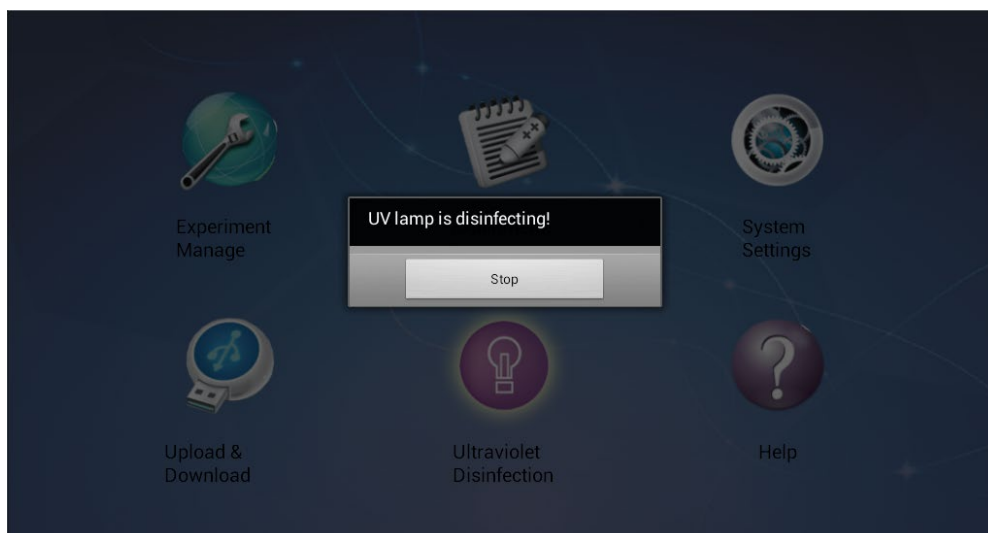 Experiment
Manage
UV lamp is disinfecting!
System
Settings
Stop
Upload &
Download
Ultraviolet
Disinfection
Help